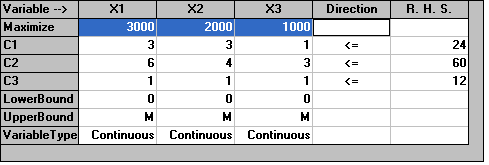 Variable --> X1 X2 X3 Direction R. H. S.
Maximize 3000 2000 1000
C1 3 3 1 <= 24
C2 6 4 3 <= 60
C3 1 1 1 <= 12
LowerBound 0 0 0
UpperBound M M M
VariableType Continuous Continuous Continuous